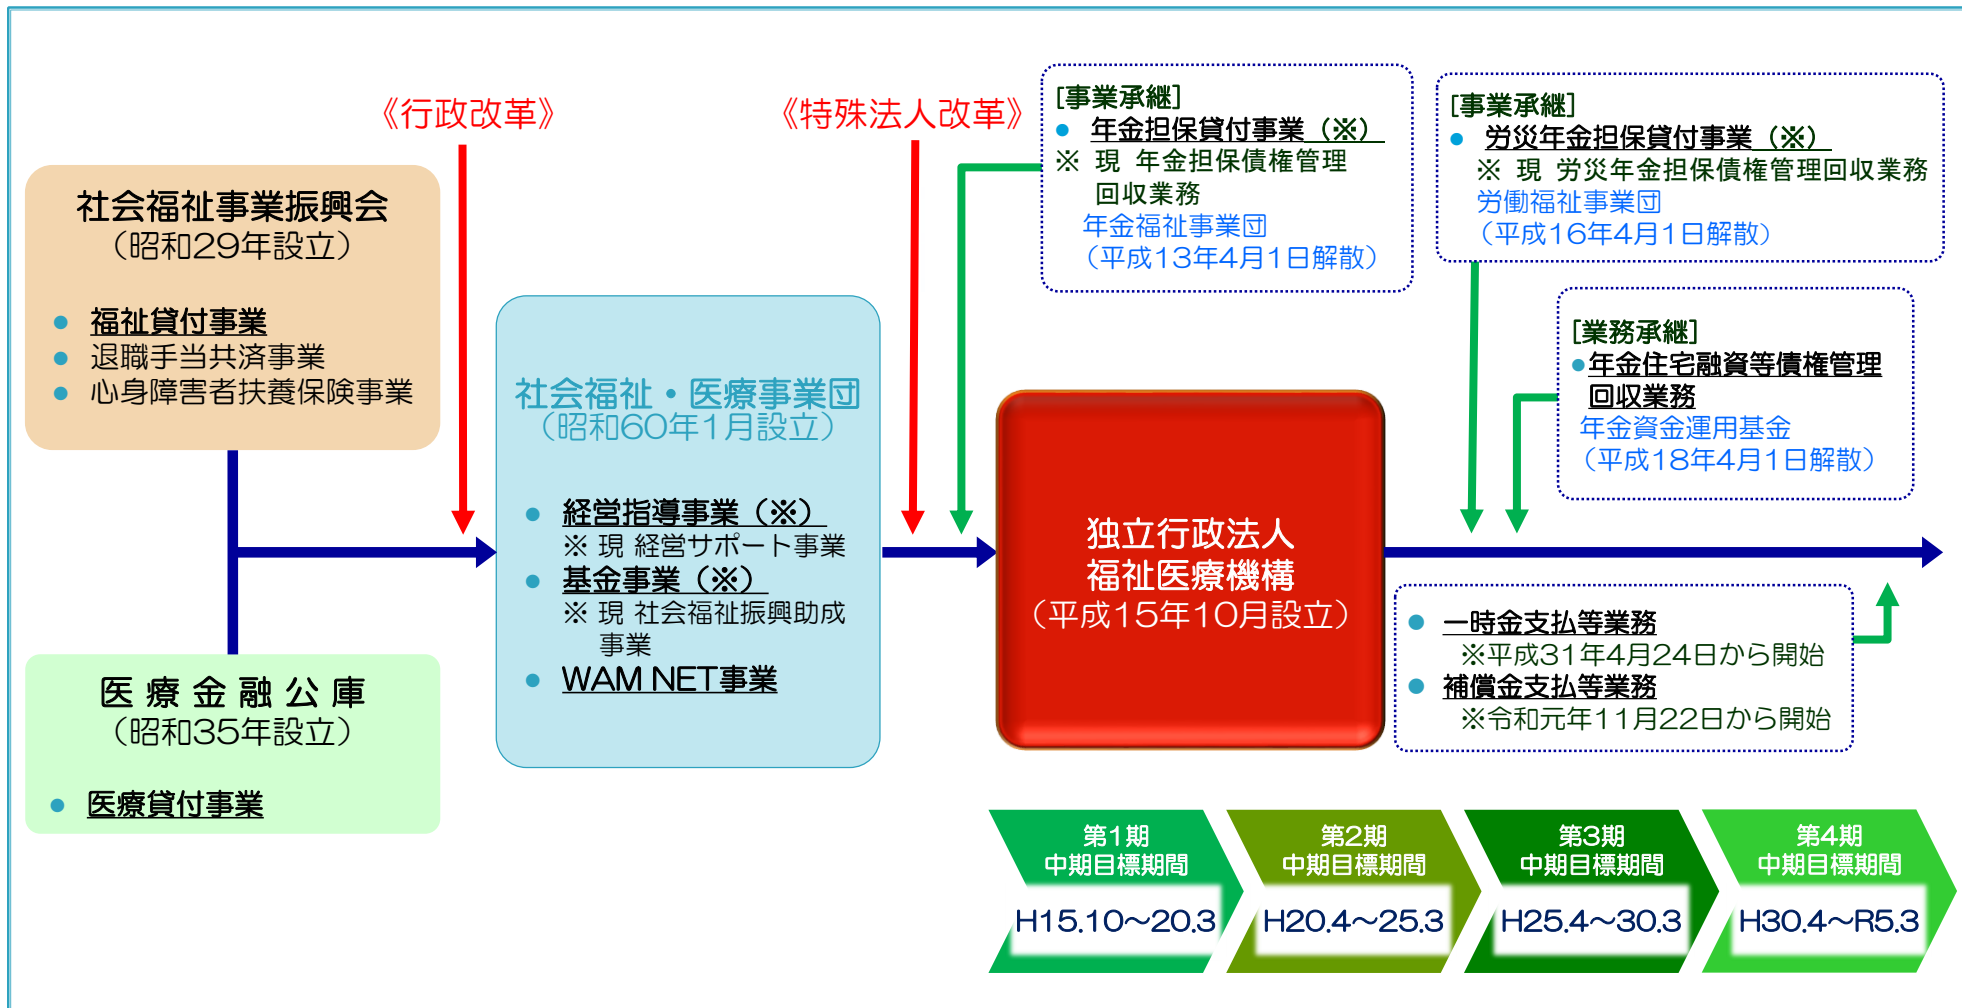 《行政改革》
《特殊法人改革》
社会福祉事業振興会
（昭和29年設立）
● 福祉貸付事業
● 退職手当共済事業
● 心身障害者扶養保険事業
医療金融公庫
（昭和35年設立）
● 医療貸付事業
社会福祉・医療事業団
（昭和60年1月設立）
● 経営指導事業（※）
※ 現 経営サポート事業
● 基金事業（※）
※ 現 社会福祉振興助成
事業
● WAM NET事業
[事業承継]
● 年金担保貸付事業（※）
※ 現 年金担保債権管理
回収業務
年金福祉事業団
（平成13年4月1日解散）
独立行政法人
福祉医療機構
（平成15年10月設立）
[事業承継]
● 労災年金担保貸付事業（※）
※ 現 労災年金担保債権管理回収業務
労働福祉事業団
（平成16年4月1日解散）
[業務承継]
●年金住宅融資等債権管理
回収業務
年金資金運用基金
（平成18年4月1日解散）
● 一時金支払等業務
※平成31年4月24日から開始
● 補償金支払等業務
※令和元年11月22日から開始
第1期
中期目標期間
H15.10～20.3
第2期
中期目標期間
H20.4～25.3
第3期
中期目標期間
H25.4～30.3
第4期
中期目標期間
H30.4～R5.3